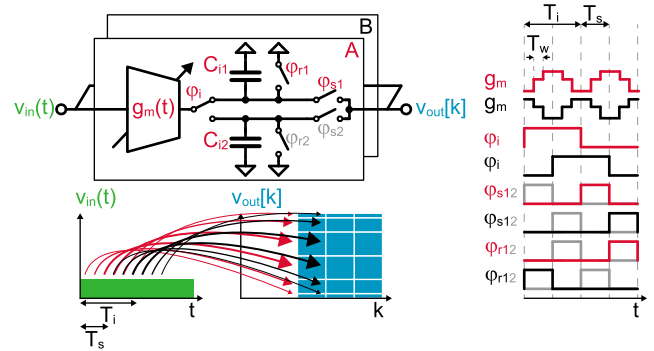 B
A
C_i1
φ_r1
φ_s1
φ_i
v_in(t)
g_m(t)
v_out[k]
φ_s2
C_i2
φ_r2
v_in(t)
v_out[k]
t
k
T_i
T_s
T_i
T_s
T_w
g_m
g_m
φ_i
φ_i
φ_s12
φ_s12
φ_r12
φ_r12
t